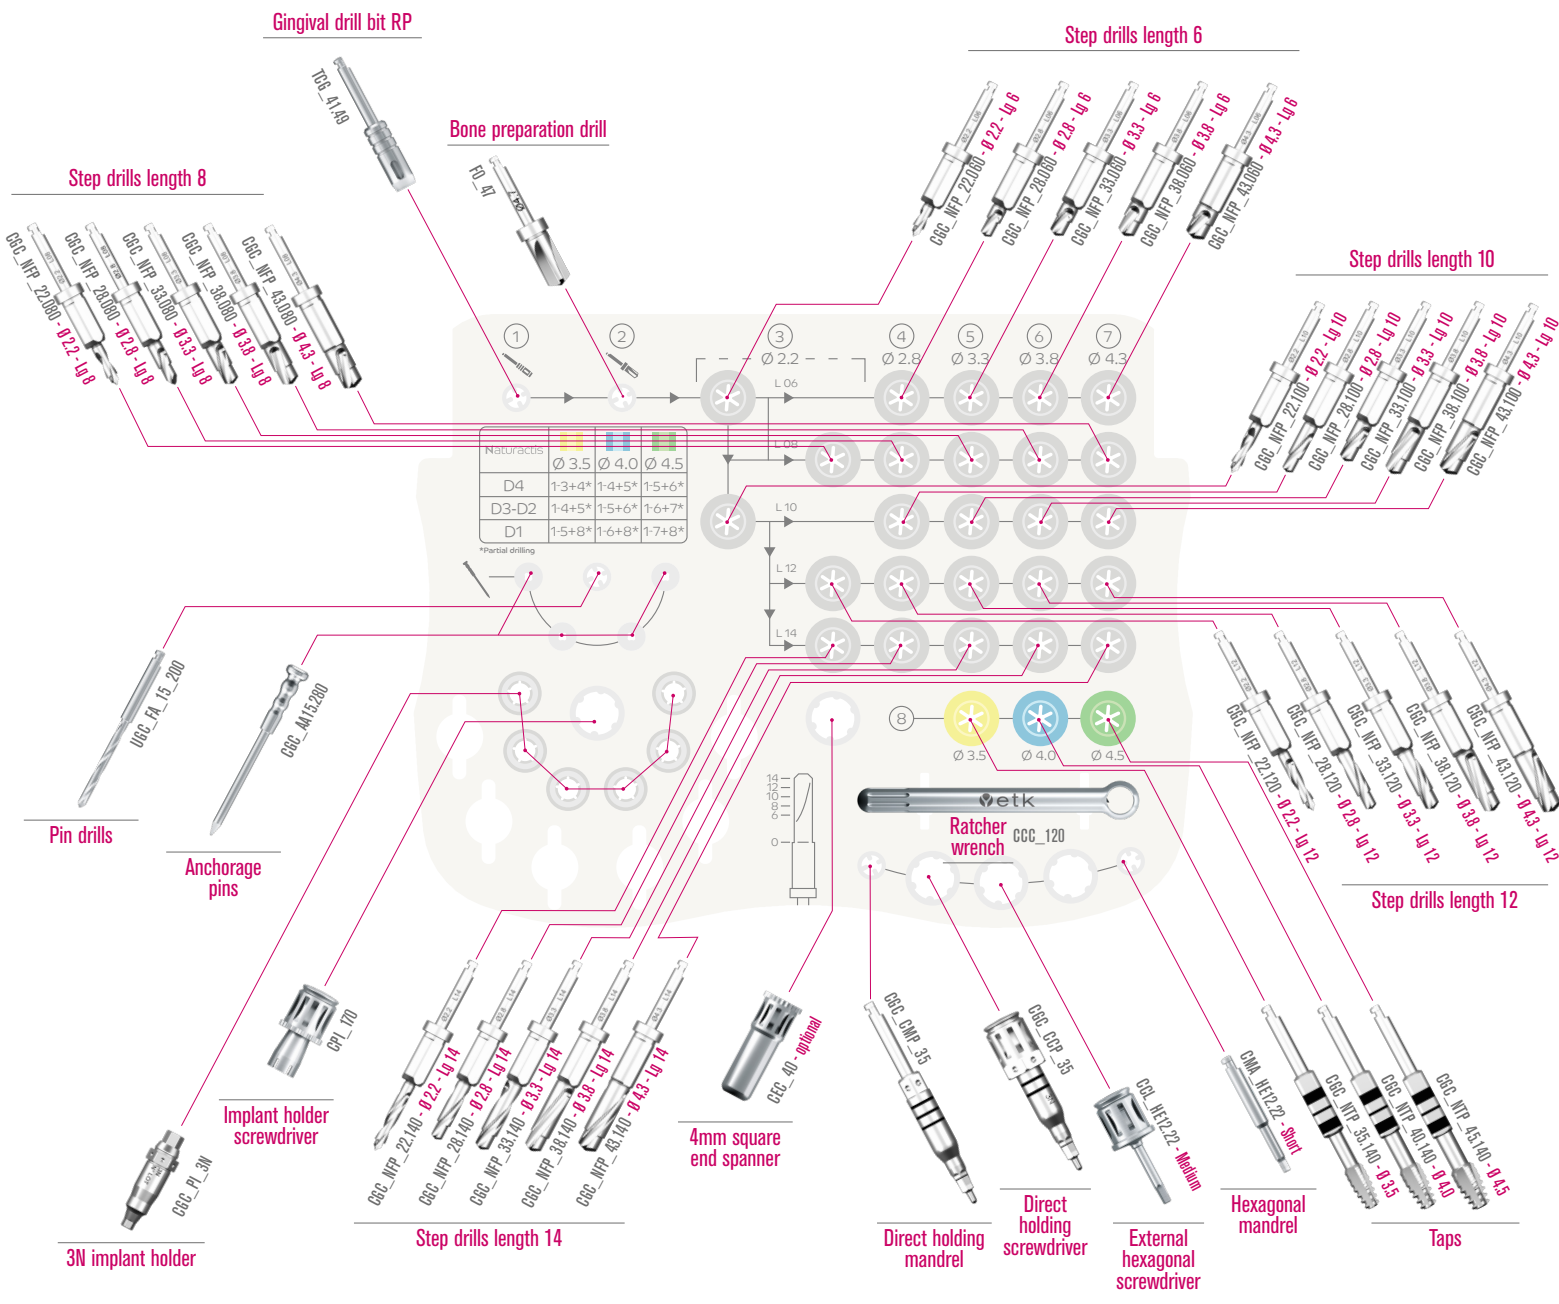 Gingival drill bit RP
TCG_41.49
Bone preparation drill
FO_47
Ø4.7
Step drills length 8
CGC_NFP_22.080 - Ø 2.2 - Lg 8
CGC_NFP_28.080 - Ø 2.8 - Lg 8
CGC_NFP_33.080 - Ø 3.3 - Lg 8
CGC_NFP_38.080 - Ø 3.8 - Lg 8
CGC_NFP_43.080 - Ø 4.3 - Lg 8
Step drills length 6
CGC_NFP_22.060 - Ø 2.2 - Lg 6
CGC_NFP_28.060 - Ø 2.8 - Lg 6
CGC_NFP_33.060 - Ø 3.3 - Lg 6
CGC_NFP_38.060 - Ø 3.8 - Lg 6
CGC_NFP_43.060 - Ø 4.3 - Lg 6
Step drills length 10
CGC_NFP_22.100 - Ø 2.2 - Lg 10
CGC_NFP_28.100 - Ø 2.8 - Lg 10
CGC_NFP_33.100 - Ø 3.3 - Lg 10
CGC_NFP_38.100 - Ø 3.8 - Lg 10
CGC_NFP_43.100 - Ø 4.3 - Lg 10
1 2 3 4 5 6 7
Ø 2.2 Ø 2.8 Ø 3.3 Ø 3.8 Ø 4.3
L 06
L 08
L 10
L 12
L 14
Naturactis Ø 3.5 Ø 4.0 Ø 4.5
D4 1-3+4* 1-4+5* 1-5+6*
D3-D2 1-4+5* 1-5+6* 1-6+7*
D1 1-5+8* 1-6+8* 1-7+8*
*Partial drilling
UGC_FA_15_200
Pin drills
CGC_AA15.280
Anchorage
pins
8
Ø 3.5 Ø 4.0 Ø 4.5
14
12
10
8
6
0
etk
Ratcher
wrench
CCC_120
CGC_NFP_22.120 - Ø 2.2 - Lg 12
CGC_NFP_28.120 - Ø 2.8 - Lg 12
CGC_NFP_33.120 - Ø 3.3 - Lg 12
CGC_NFP_38.120 - Ø 3.8 - Lg 12
CGC_NFP_43.120 - Ø 4.3 - Lg 12
Step drills length 12
CPI_170
Implant holder
screwdriver
CGC_PI_3N
3N implant holder
CGC_NFP_22.140 - Ø 2.2 - Lg 14
CGC_NFP_28.140 - Ø 2.8 - Lg 14
CGC_NFP_33.140 - Ø 3.3 - Lg 14
CGC_NFP_38.140 - Ø 3.8 - Lg 14
CGC_NFP_43.140 - Ø 4.3 - Lg 14
Step drills length 14
CEC_40 - optional
4mm square
end spanner
CGC_CMP_35
Direct holding
mandrel
CGC_CCP_35
Direct
holding
screwdriver
CCL_HE12.22 - Medium
External
hexagonal
screwdriver
CMA_HE12.22 - Short
Hexagonal
mandrel
CGC_NTP_35.140 - Ø 3.5
CGC_NTP_40.140 - Ø 4.0
CGC_NTP_45.140 - Ø 4.5
Taps